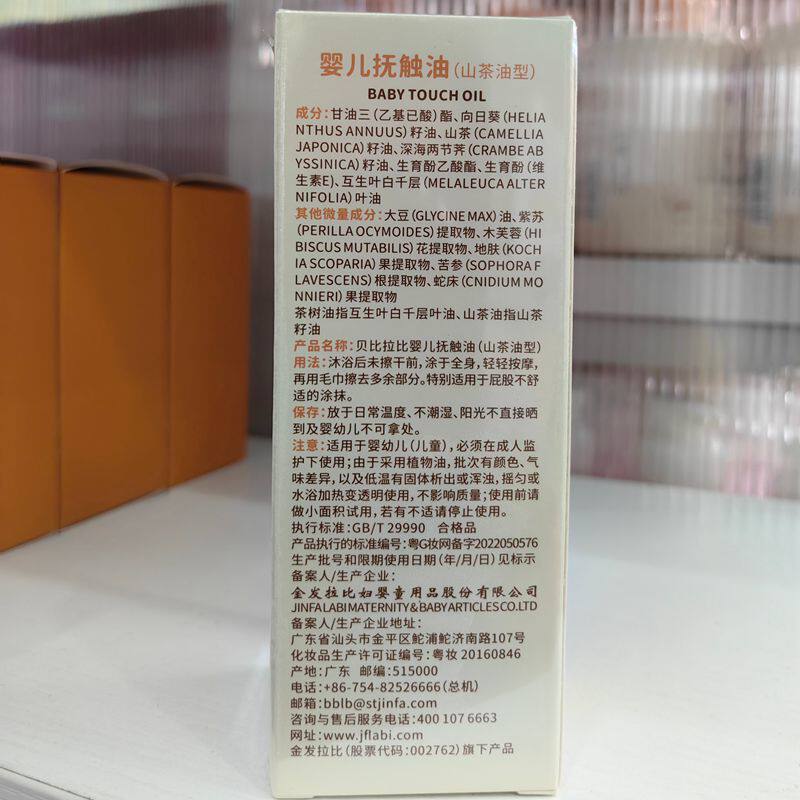 婴儿抚触油(山茶油型)
BABY TOUCH OIL
成分:甘油三(乙基已酸)酯、向日葵(HELIA
NTHUS ANNUUS)籽油、山茶(CAMELLIA
JAPONICA)籽油、深海两节荠(CRAMBE AB
YSSINICA)籽油、生育酚乙酸酯、生育酚(维
生素E)、互生叶白千层(MELALEUCA ALTER
NIFOLIA)叶油
其他微量成分:大豆(GLYCINE MAX)油、紫苏
(PERILLA OCYMOIDES)提取物、木芙蓉(HI
BISCUS MUTABILIS)花提取物、地肤(KOCH
IA SCOPARIA)果提取物、苦参(SOPHORA F
LAVESCENS)根提取物、蛇床(CNIDIUM MO
NNIERI)果提取物
茶树油指互生叶白千层叶油、山茶油指山茶
籽油
产品名称:贝比拉比婴儿抚触油(山茶油型)
用法:沐浴后未擦干前,涂于全身,轻轻按摩,
再用毛巾擦去多余部分。特别适用于屁股不舒
适的涂抹。
保存:放于日常温度、不潮湿、阳光不直接晒
到及婴幼儿不可拿处。
注意:适用于婴幼儿(儿童),必须在成人监
护下使用;由于采用植物油,批次有颜色、气
味差异,以及低温有固体析出或浑浊,摇匀或
水浴加热变透明使用,不影响质量;使用前请
做小面积试用,若有不适请停止使用。
执行标准:GB/T 29990 合格品
产品执行的标准编号:粤G妆网备字2022050576
生产批号和限期使用日期(年/月/日)见标示
备案人/生产企业:
金发拉比妇婴童用品股份有限公司
JINFA LABI MATERNITY & BABY ARTICLES CO.LTD
备案人/生产企业地址:
广东省汕头市金平区鮀浦鮀济南路107号
化妆品生产许可证编号:粤妆 20160846
产地:广东 邮编:515000
电话:+86-754-82526666(总机)
邮箱:bblb@stjinfa.com
咨询与售后服务电话:400 107 6663
网址:www.jflabi.com
金发拉比(股票代码:002762)旗下产品